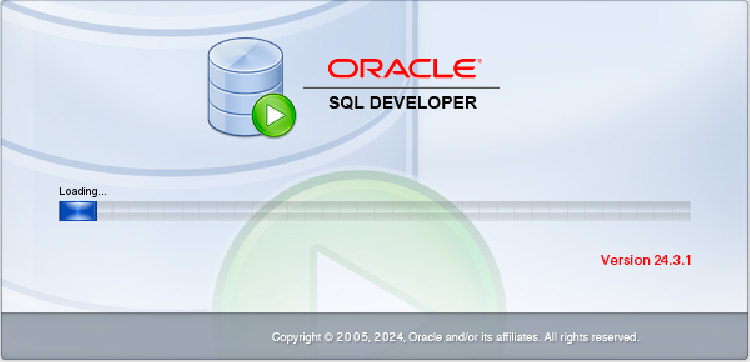 ORACLE®
SQL DEVELOPER
Loading...
Version 24.3.1
Copyright © 2005, 2024, Oracle and/or its affiliates. All rights reserved.